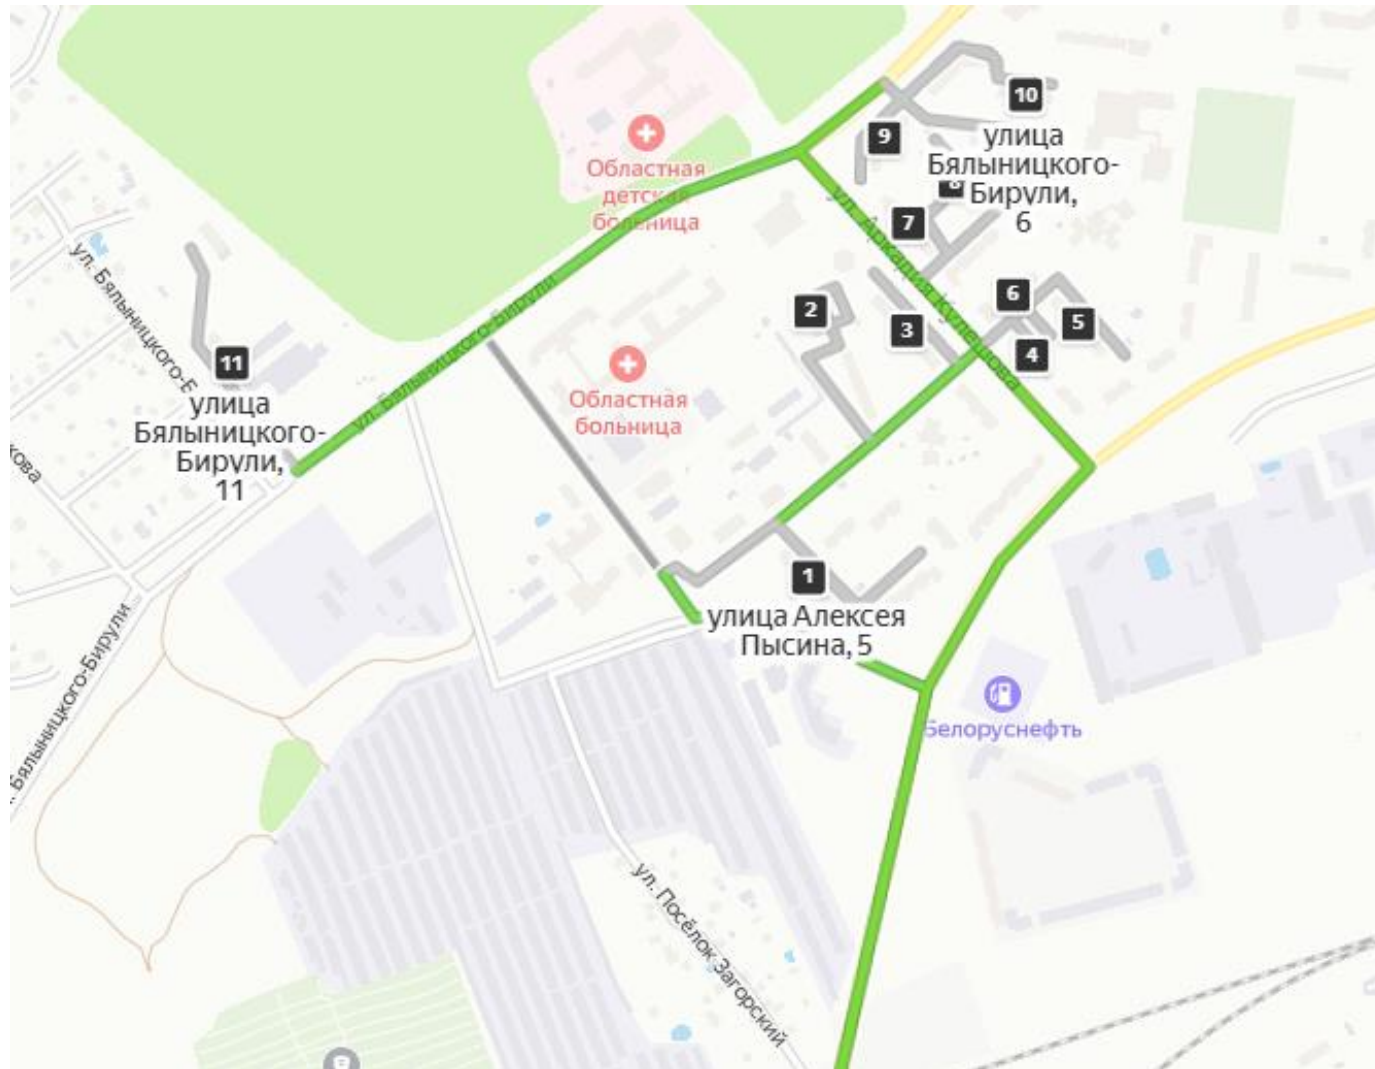 10
9
улица
Бялыницкого-
Бирули,
6
Областная
детская
больница
8
7
ул. Аркадия Кулешова
ул. Бялыницкого-Б
6
5
4
3
2
ул. Бялыницкого-Бирули
11
улица
Бялыницкого-
Бирули,
11
Областная
больница
кова
1
улица Алексея
Пысина, 5
. Бялыницкого-Бирули
Белоруснефть
ул. Посёлок Загорский